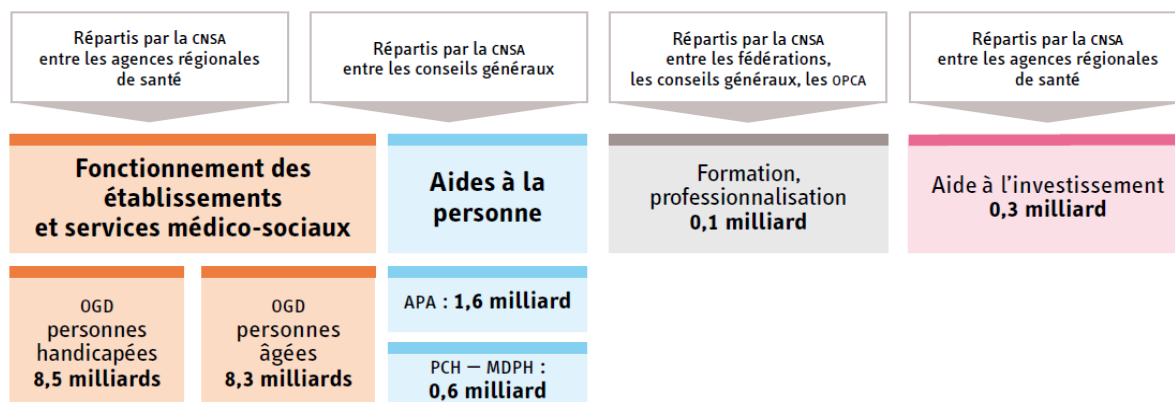 Répartis par la CNSA
entre les agences régionales
de santé
Répartis par la CNSA
entre les conseils généraux
Répartis par la CNSA
entre les fédérations,
les conseils généraux, les OPCA
Répartis par la CNSA
entre les agences régionales
de santé
Fonctionnement des
établissements
et services médico-sociaux
Aides à la
personne
Formation,
professionnalisation
0,1 milliard
Aide à l’investissement
0,3 milliard
OGD
personnes
handicapées
8,5 milliards
OGD
personnes
âgées
8,3 milliards
APA : 1,6 milliard
PCH – MDPH :
0,6 milliard